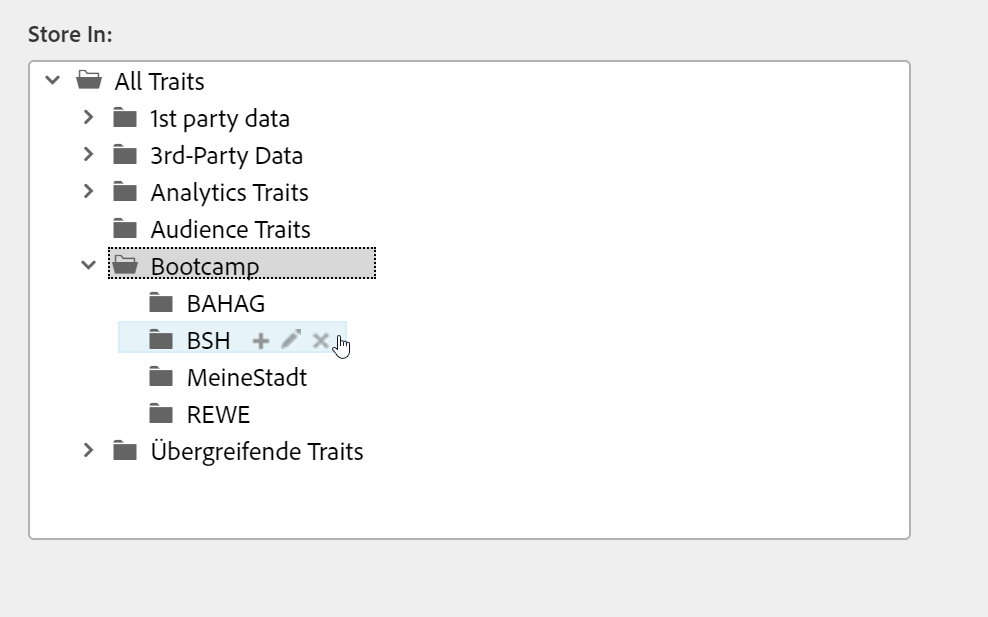 Store In:
All Traits
1st party data
3rd-Party Data
Analytics Traits
Audience Traits
Bootcamp
BAHAG
BSH
MeineStadt
REWE
Übergreifende Traits